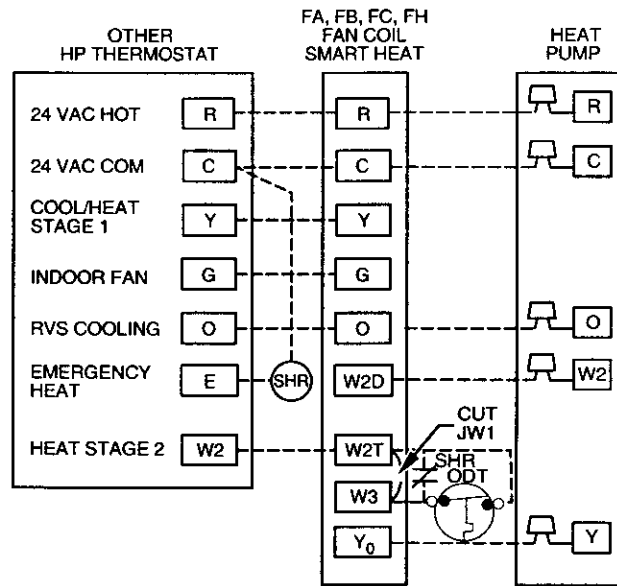 OTHER
HP THERMOSTAT
FA, FB, FC, FH
FAN COIL
SMART HEAT
HEAT
PUMP
24 VAC HOT R R R
24 VAC COM C C C
COOL/HEAT
STAGE 1 Y Y
INDOOR FAN G G
RVS COOLING O O O
EMERGENCY
HEAT E SHR W2D W2
CUT
JW1
HEAT STAGE 2 W2 W2T
SHR
ODT
W3
Y0 Y